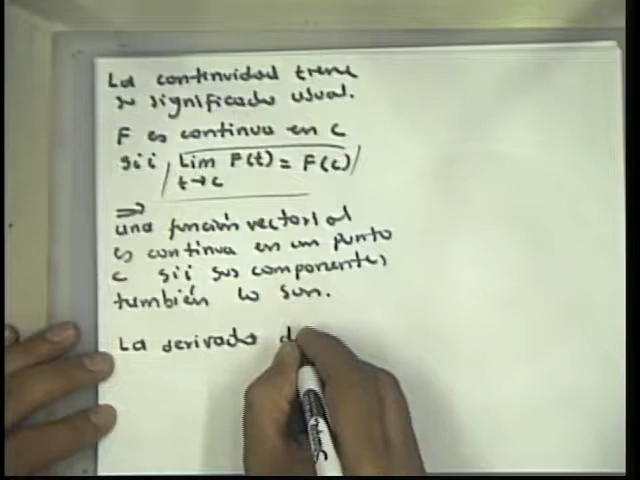 La continuidad tiene
su significado usual.
F es continua en c
sii Lim F(t) = F(c)
t→c
⇒
una función vectorial
es continua en un punto
c sii sus componentes,
también lo son.
La derivada d